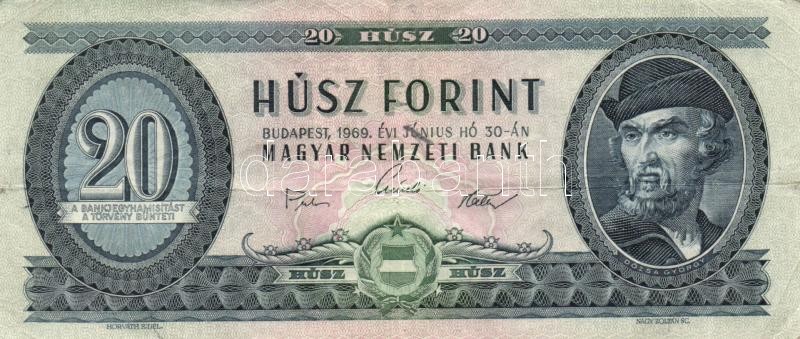 20 HÚSZ 20
HÚSZ FORINT
BUDAPEST, 1969. ÉVI JÚNIUS HÓ 30-ÁN
MAGYAR NEMZETI BANK
20
A BANKJEGYHAMISÍTÁST
A TÖRVÉNY BÜNTETI
HÚSZ HÚSZ
DÓZSA GYÖRGY
HORVÁTH E. DEL.
NAGY ZOLTÁN SC.